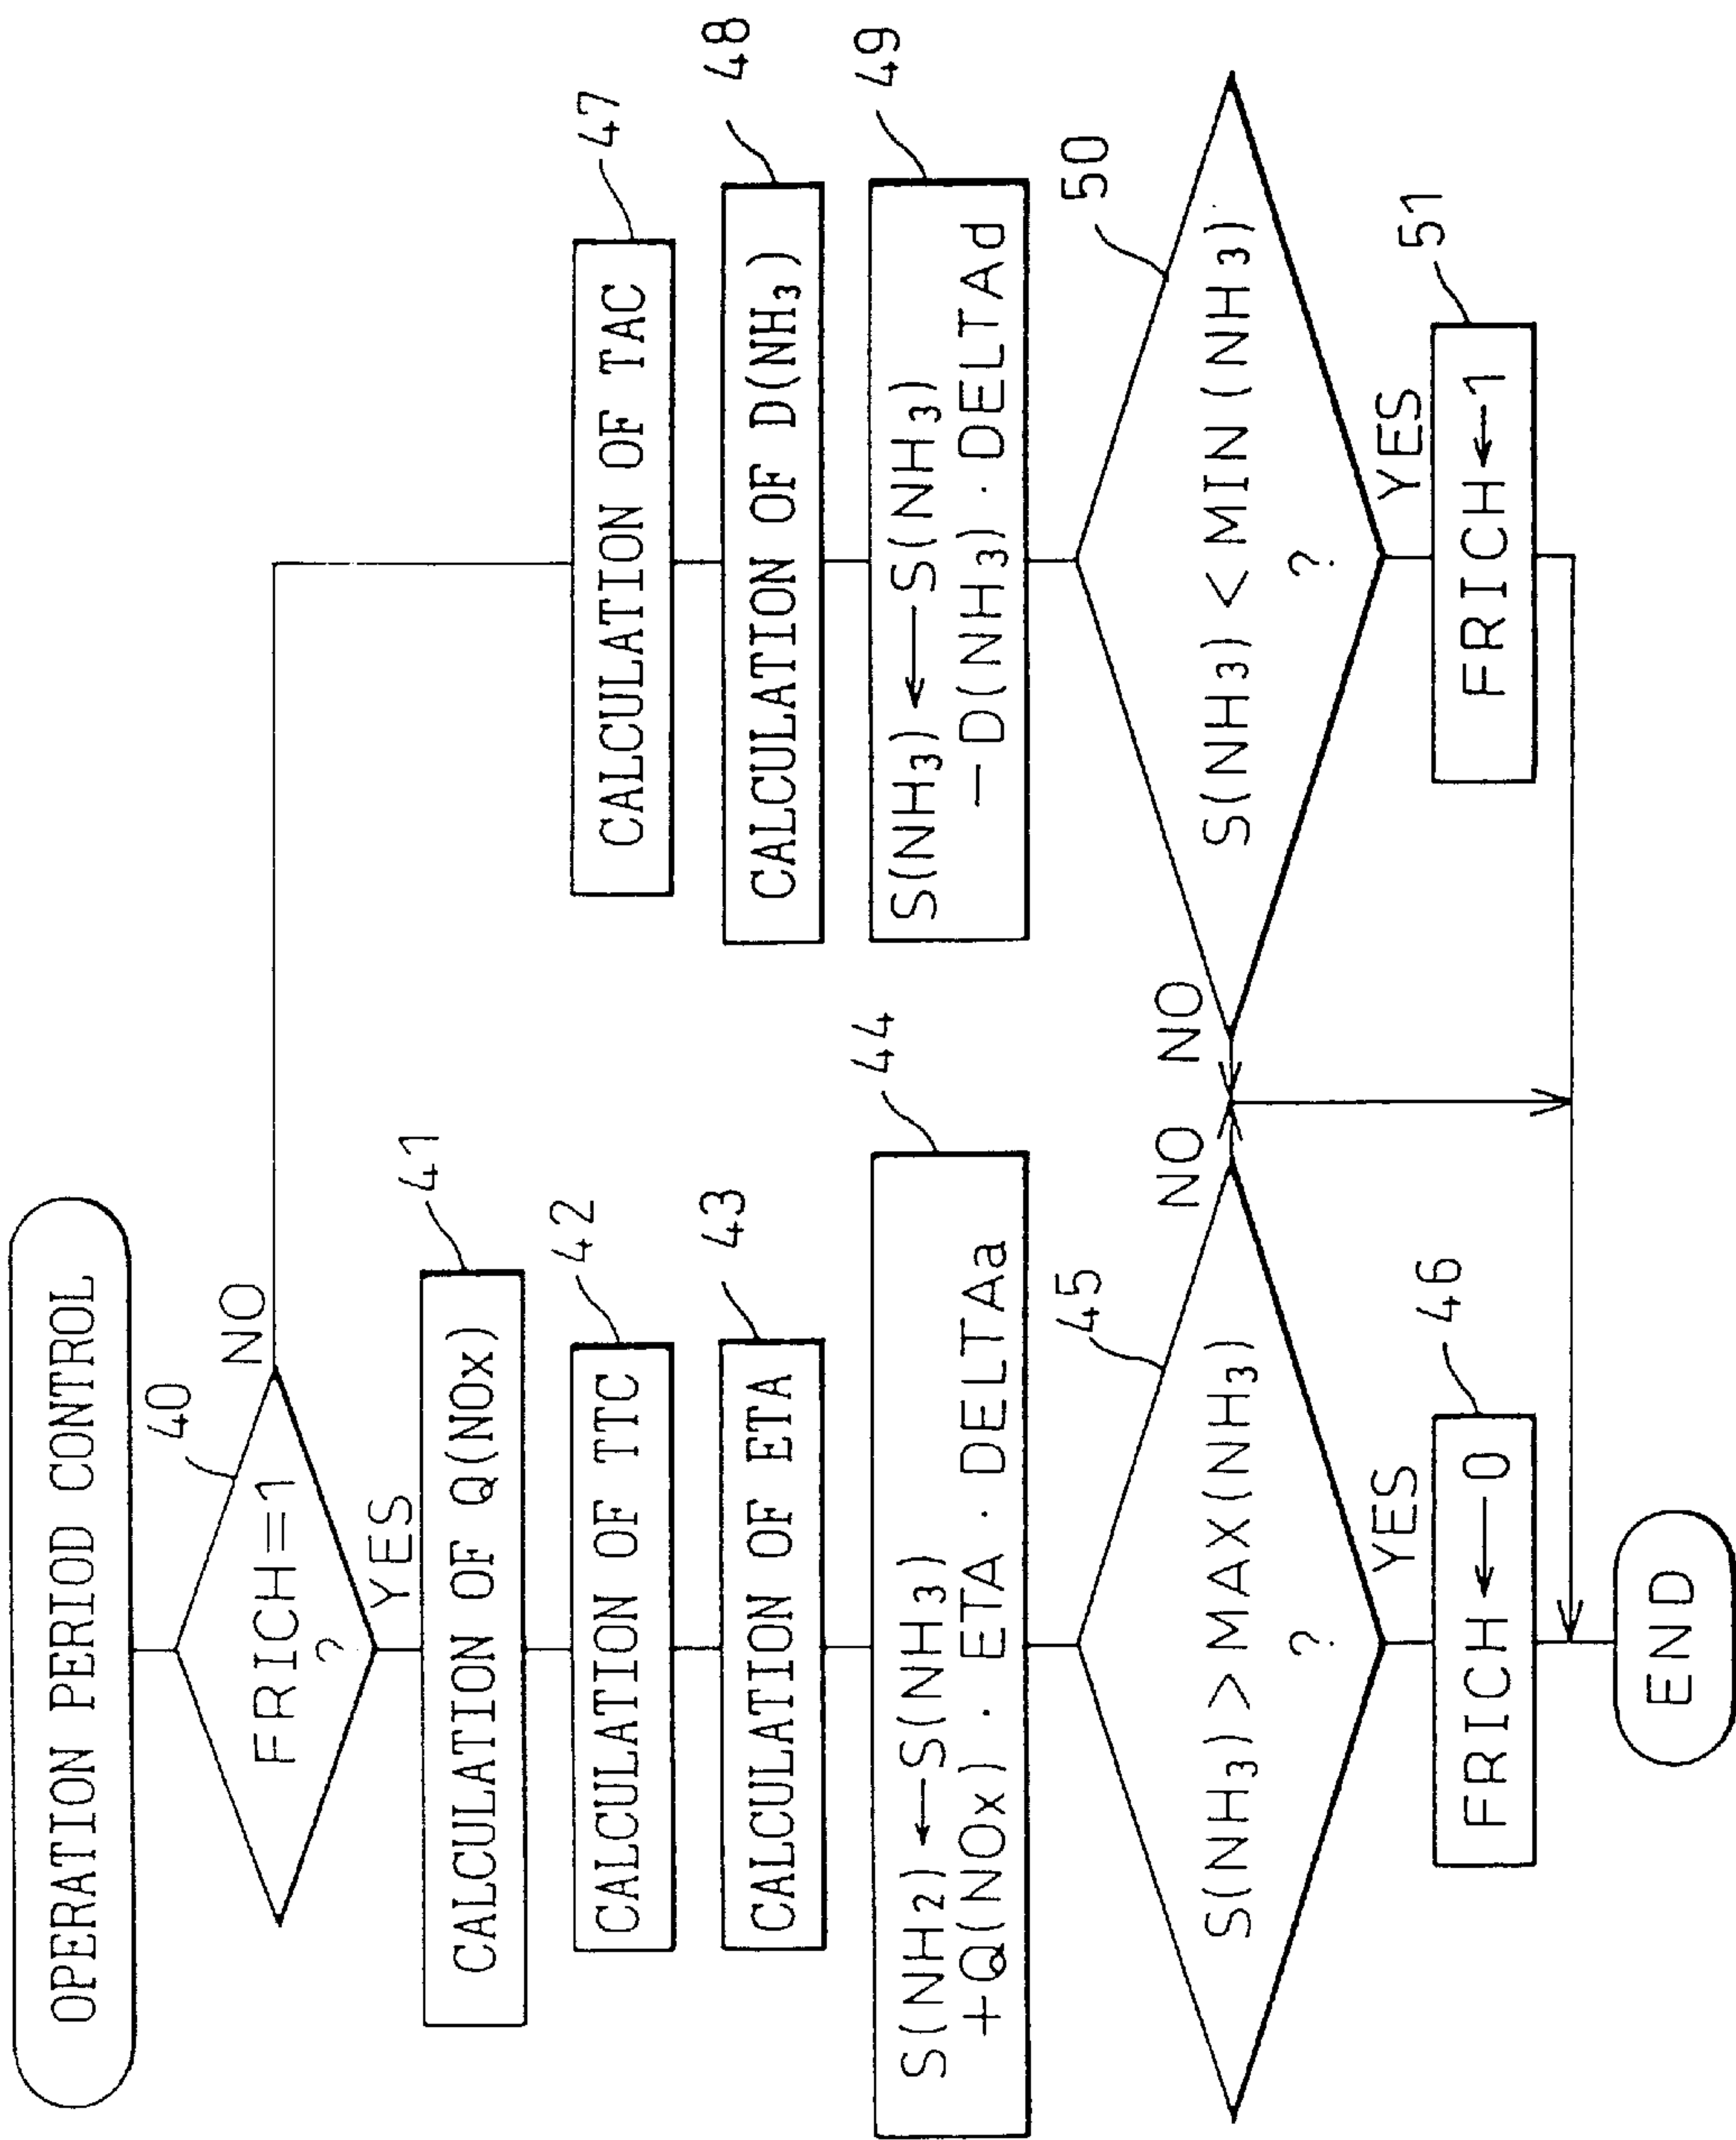 OPERATION PERIOD CONTROL
40
FRICH=1
?
NO
YES
41
CALCULATION OF Q(NOx)
42
CALCULATION OF TTC
43
CALCULATION OF ETA
44
S(NH₂)←S(NH₃)
+Q(NOx)・ETA・DELTAa
45
S(NH₃)>MAX(NH₃)
?
NO
YES
46
FRICH←0
END
47
CALCULATION OF TAC
48
CALCULATION OF D(NH₃)
49
S(NH₃)←S(NH₃)
−D(NH₃)・DELTAd
50
S(NH₃)<MIN(NH₃)
?
NO
YES
51
FRICH←1